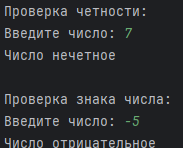 Проверка четности:
Введите число: 7
Число нечетное

Проверка знака числа:
Введите число: -5
Число отрицательное